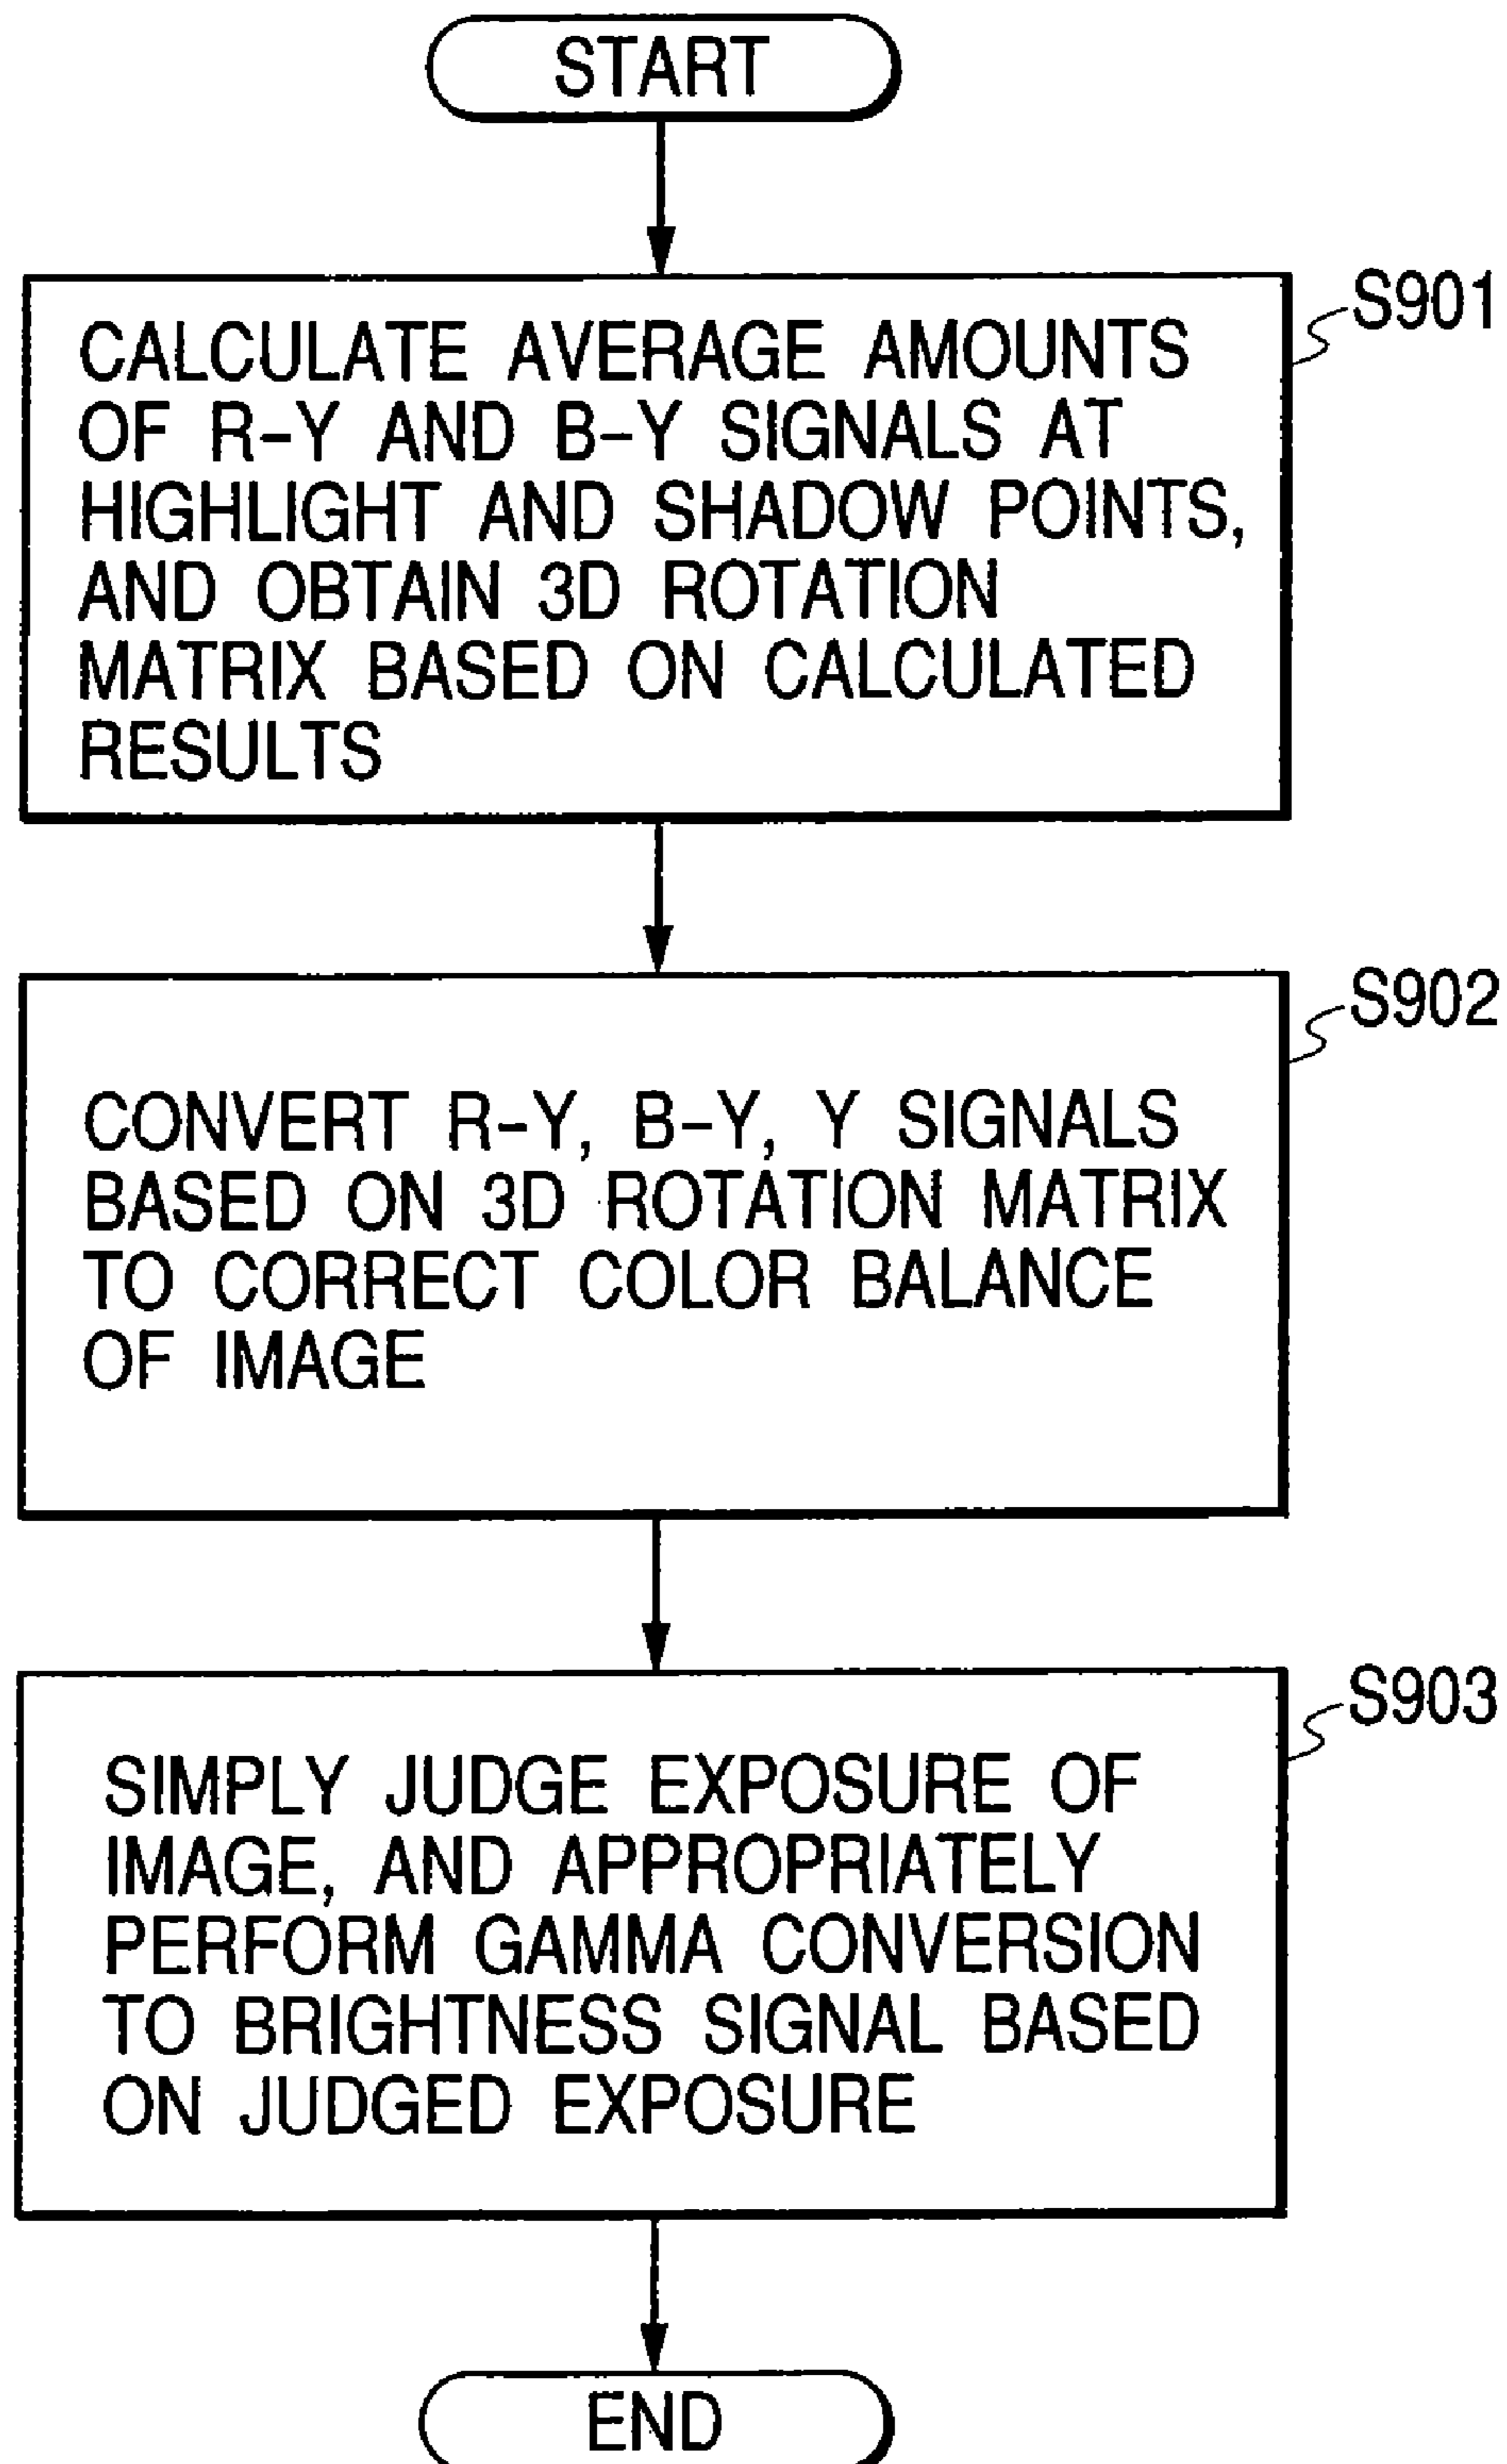 START
S901
CALCULATE AVERAGE AMOUNTS
OF R-Y AND B-Y SIGNALS AT
HIGHLIGHT AND SHADOW POINTS,
AND OBTAIN 3D ROTATION
MATRIX BASED ON CALCULATED
RESULTS
S902
CONVERT R-Y, B-Y, Y SIGNALS
BASED ON 3D ROTATION MATRIX
TO CORRECT COLOR BALANCE
OF IMAGE
S903
SIMPLY JUDGE EXPOSURE OF
IMAGE, AND APPROPRIATELY
PERFORM GAMMA CONVERSION
TO BRIGHTNESS SIGNAL BASED
ON JUDGED EXPOSURE
END